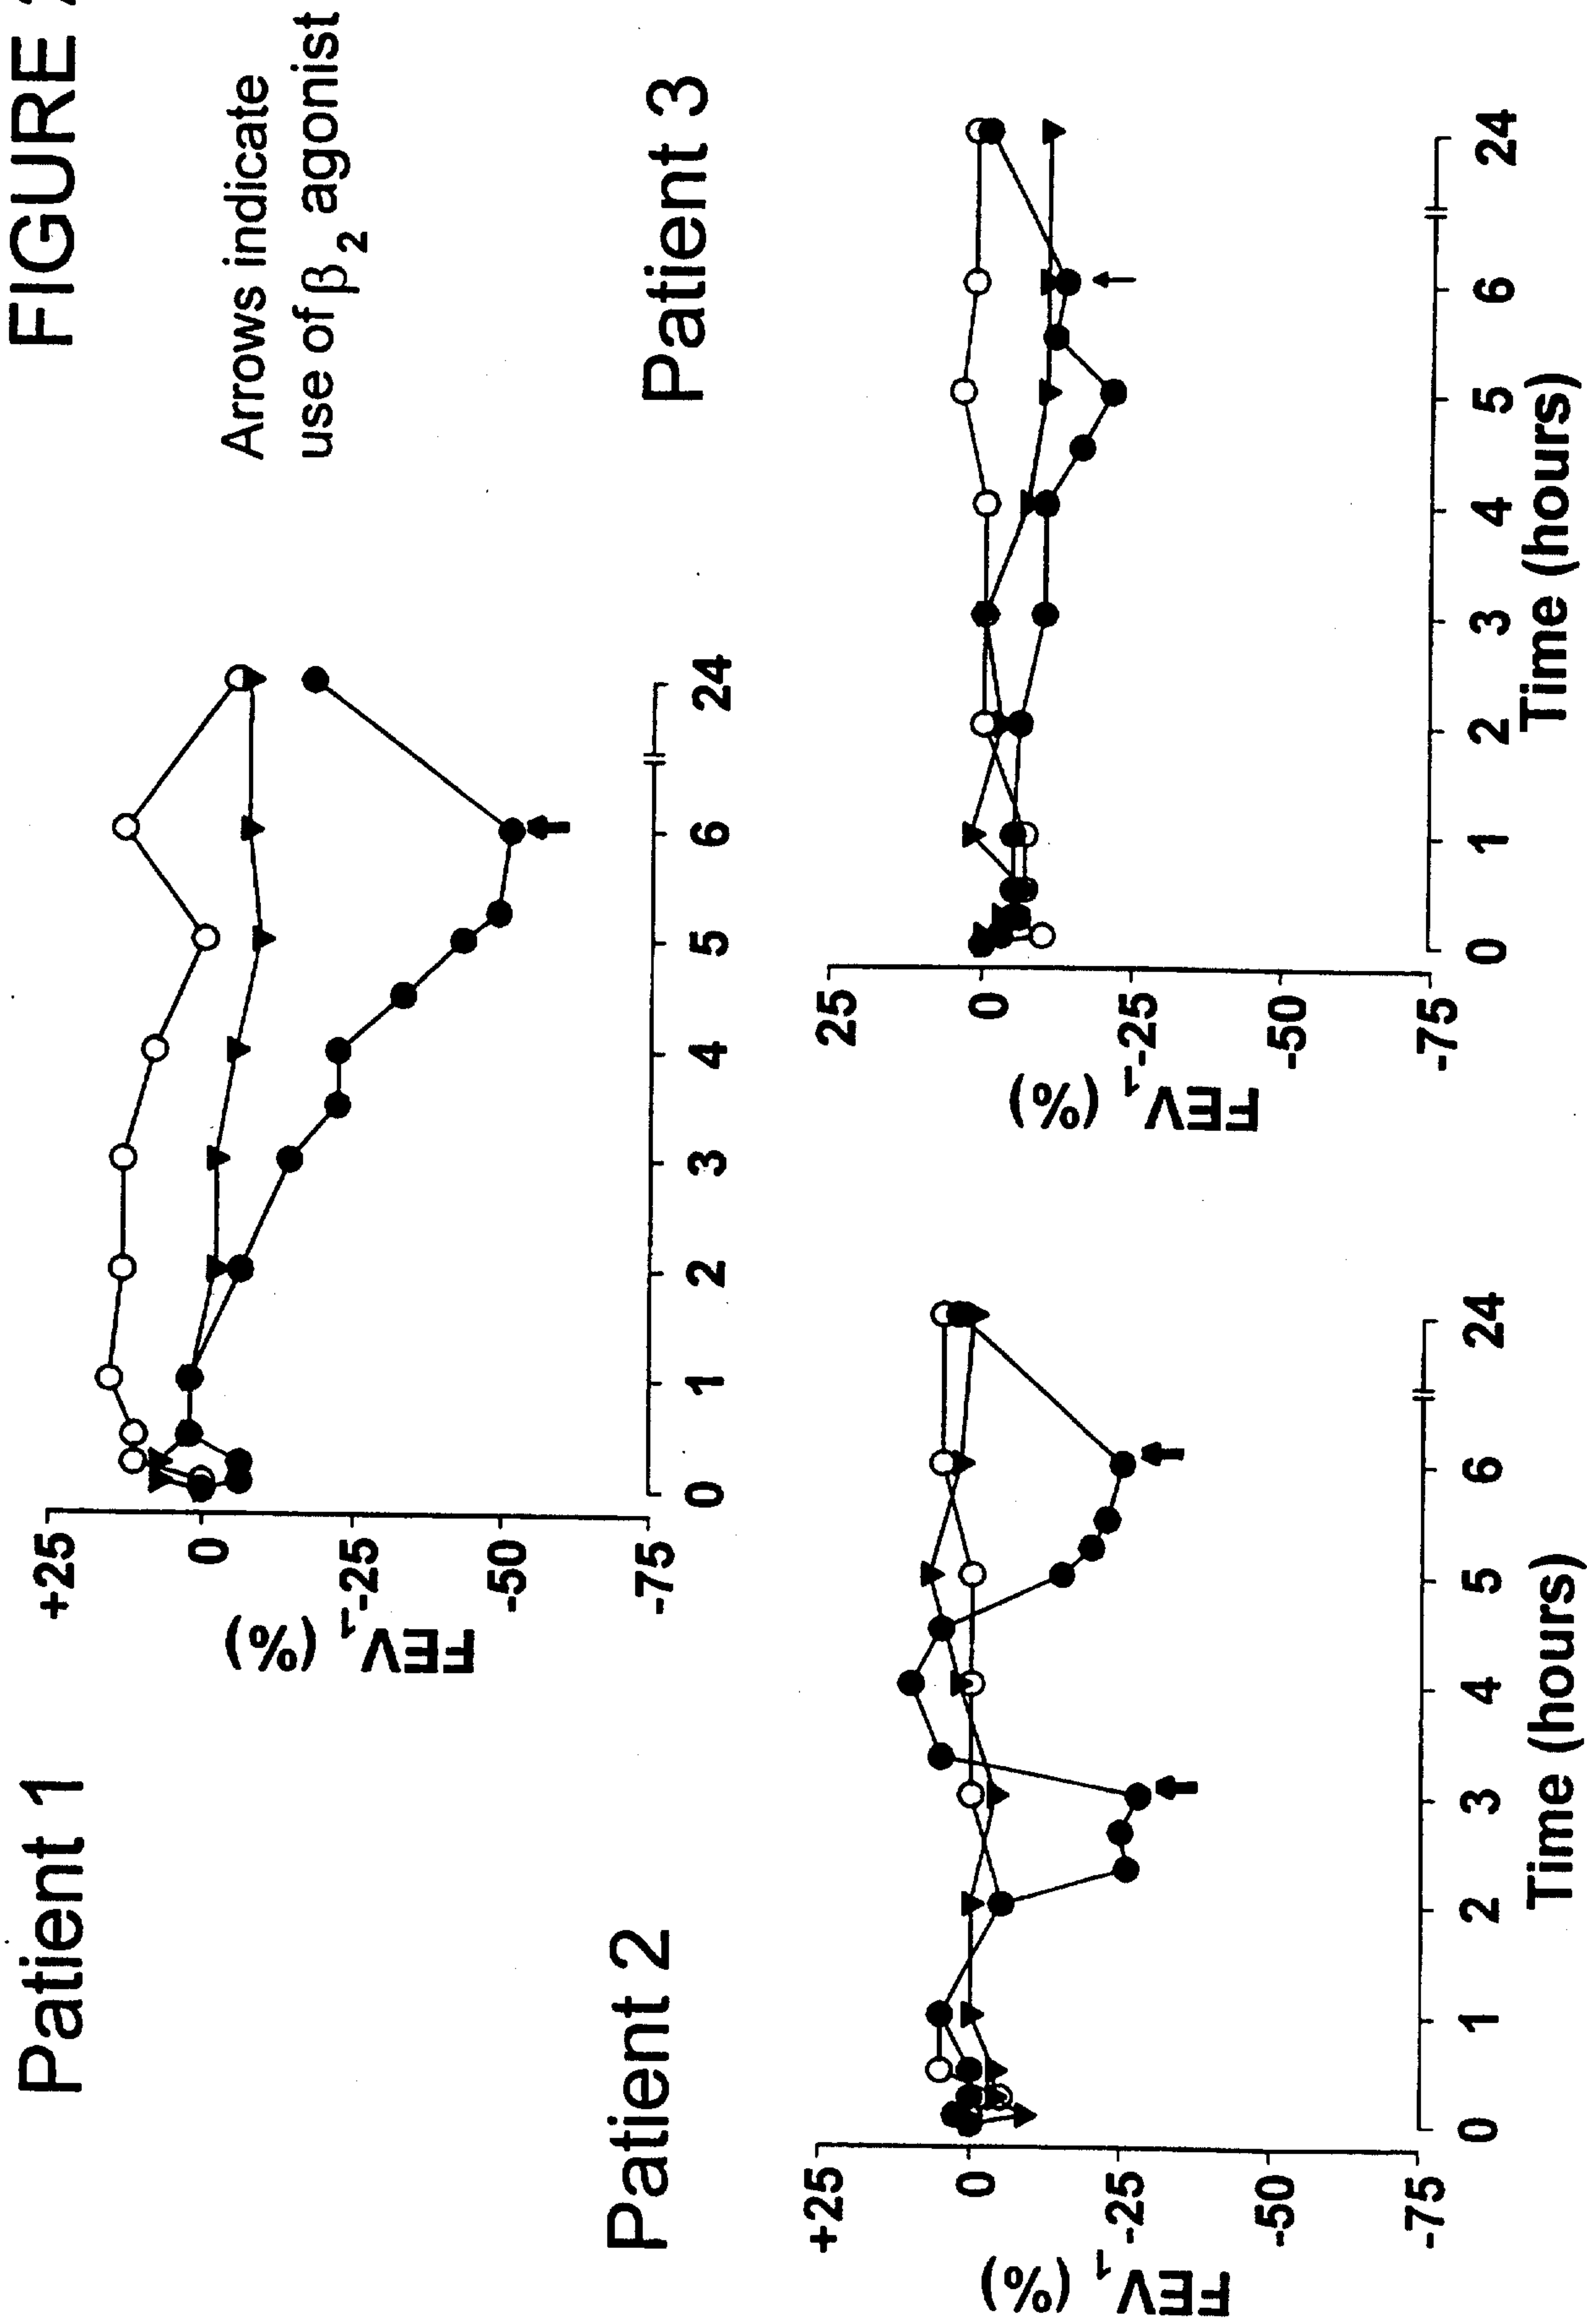 FIGURE
Arrows indicate
use of β₂ agonist
Patient 1
FEV₁
(%)
+25
0
-25
-50
-75
0 1 2 3 4 5 6 24
Patient 2
FEV₁
(%)
+25
0
-25
-50
-75
0 1 2 3 4 5 6 24
Time (hours)
Patient 3
FEV₁
(%)
25
0
-25
-50
-75
0 1 2 3 4 5 6 24
Time (hours)